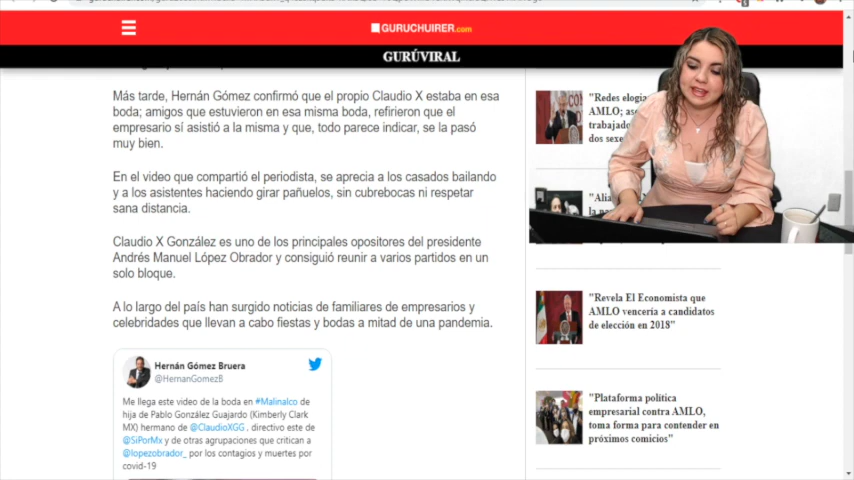 GURUCHUIRER.com
GURÚVIRAL
Más tarde, Hernán Gómez confirmó que el propio Claudio X estaba en esa
boda; amigos que estuvieron en esa misma boda, refirieron que el
empresario sí asistió a la misma y que, todo parece indicar, se la pasó
muy bien.
En el video que compartió el periodista, se aprecia a los casados bailando
y a los asistentes haciendo girar pañuelos, sin cubrebocas ni respetar
sana distancia.
Claudio X González es uno de los principales opositores del presidente
Andrés Manuel López Obrador y consiguió reunir a varios partidos en un
solo bloque.
A lo largo del país han surgido noticias de familiares de empresarios y
celebridades que llevan a cabo fiestas y bodas a mitad de una pandemia.
Hernán Gómez Bruera
@HernanGomezB
Me llega este video de la boda en #Malinalco de
hija de Pablo González Guajardo (Kimberly Clark
MX) hermano de @ClaudioXGG , directivo este de
@SiPorMx y de otras agrupaciones que critican a
@lopezobrador_ por los contagios y muertes por
covid-19
"Redes
AMLO;
dos
"Revela El Economista que
AMLO vencería a candidatos
de elección en 2018"
"Plataforma política
empresarial contra AMLO,
toma forma para contender en
próximos comicios"